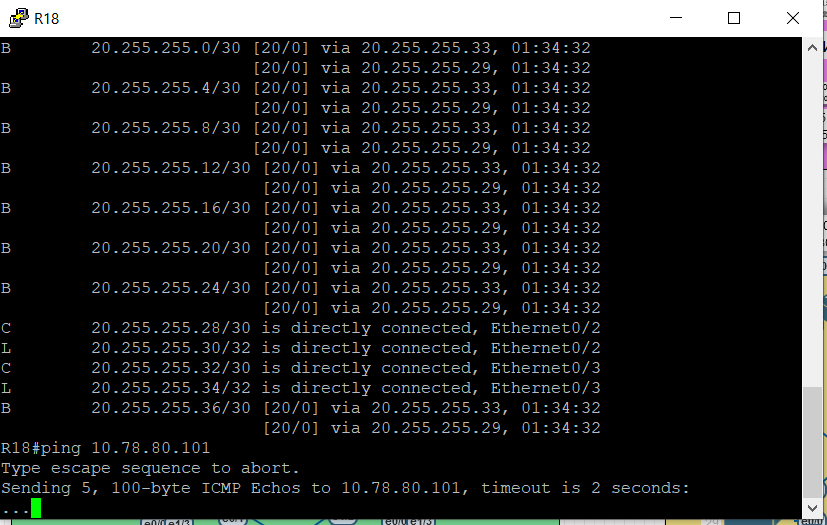 R18
B        20.255.255.0/30 [20/0] via 20.255.255.33, 01:34:32
                         [20/0] via 20.255.255.29, 01:34:32
B        20.255.255.4/30 [20/0] via 20.255.255.33, 01:34:32
                         [20/0] via 20.255.255.29, 01:34:32
B        20.255.255.8/30 [20/0] via 20.255.255.33, 01:34:32
                         [20/0] via 20.255.255.29, 01:34:32
B        20.255.255.12/30 [20/0] via 20.255.255.33, 01:34:32
                          [20/0] via 20.255.255.29, 01:34:32
B        20.255.255.16/30 [20/0] via 20.255.255.33, 01:34:32
                          [20/0] via 20.255.255.29, 01:34:32
B        20.255.255.20/30 [20/0] via 20.255.255.33, 01:34:32
                          [20/0] via 20.255.255.29, 01:34:32
B        20.255.255.24/30 [20/0] via 20.255.255.33, 01:34:32
                          [20/0] via 20.255.255.29, 01:34:32
C        20.255.255.28/30 is directly connected, Ethernet0/2
L        20.255.255.30/32 is directly connected, Ethernet0/2
C        20.255.255.32/30 is directly connected, Ethernet0/3
L        20.255.255.34/32 is directly connected, Ethernet0/3
B        20.255.255.36/30 [20/0] via 20.255.255.33, 01:34:32
                          [20/0] via 20.255.255.29, 01:34:32
R18#ping 10.78.80.101
Type escape sequence to abort.
Sending 5, 100-byte ICMP Echos to 10.78.80.101, timeout is 2 seconds:
...